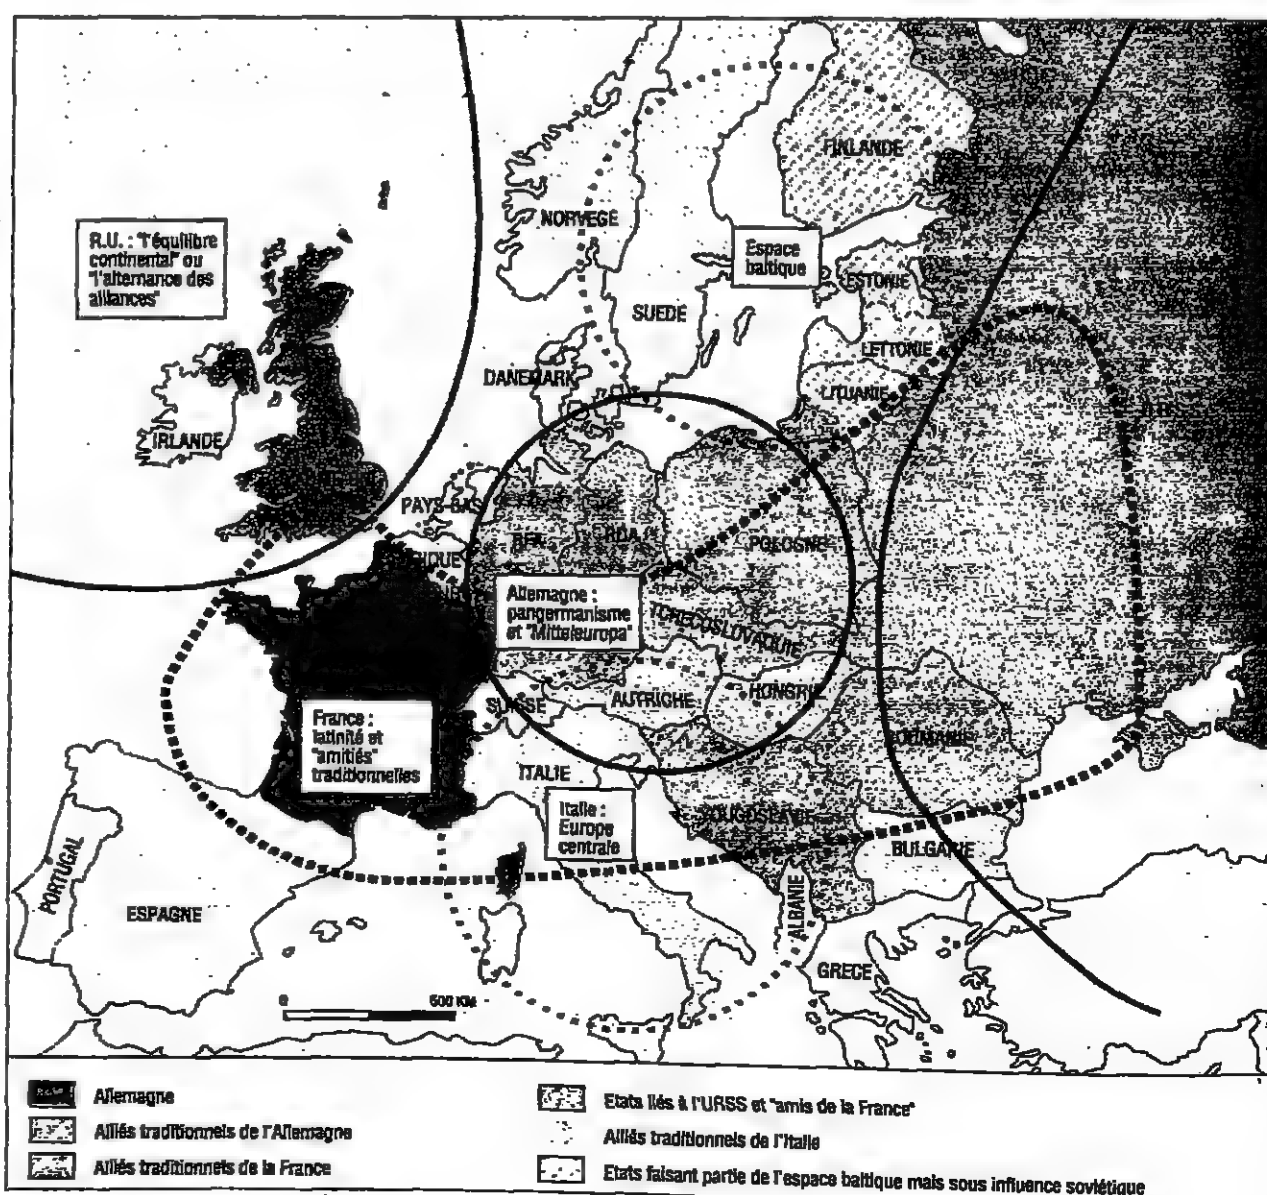 R.U. : "l'équilibre
continental" ou
"l'alternance des
alliances"
FINLANDE
NORVEGE
Espace
baltique
ESTONIE
SUEDE
LETTONIE
DANEMARK
LITUANIE
IRLANDE
PAYS-BAS
RFA
RDA
POLOGNE
Allemagne :
pangermanisme
et "Mitteleuropa"
TCHECOSLOVAQUIE
SUISSE
AUTRICHE
HONGRIE
France :
latinité et
"amitiés"
traditionnelles
ROUMANIE
ITALIE
Italie :
Europe
centrale
YOUGOSLAVIE
BULGARIE
PORTUGAL
ESPAGNE
ALBANIE
GRECE
0
500 KM
Allemagne
Alliés traditionnels de l'Allemagne
Alliés traditionnels de la France
Etats liés à l'URSS et "amis de la France"
Alliés traditionnels de l'Italie
Etats faisant partie de l'espace baltique mais sous influence soviétique